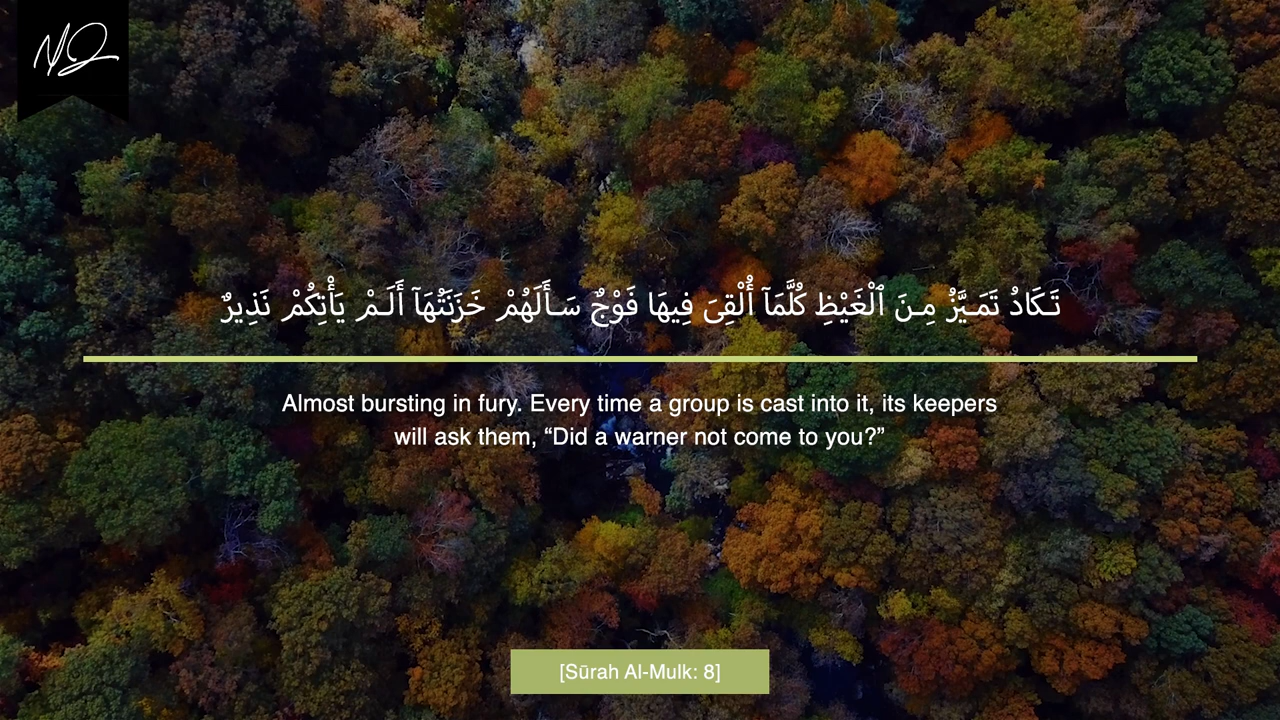 تَكَادُ تَمَيَّزُ مِنَ ٱلْغَيْظِ كُلَّمَآ أُلْقِىَ فِيهَا فَوْجٌ سَأَلَهُمْ خَزَنَتُهَآ أَلَمْ يَأْتِكُمْ نَذِيرٌ
Almost bursting in fury. Every time a group is cast into it, its keepers
will ask them, “Did a warner not come to you?”
[Sūrah Al-Mulk: 8]